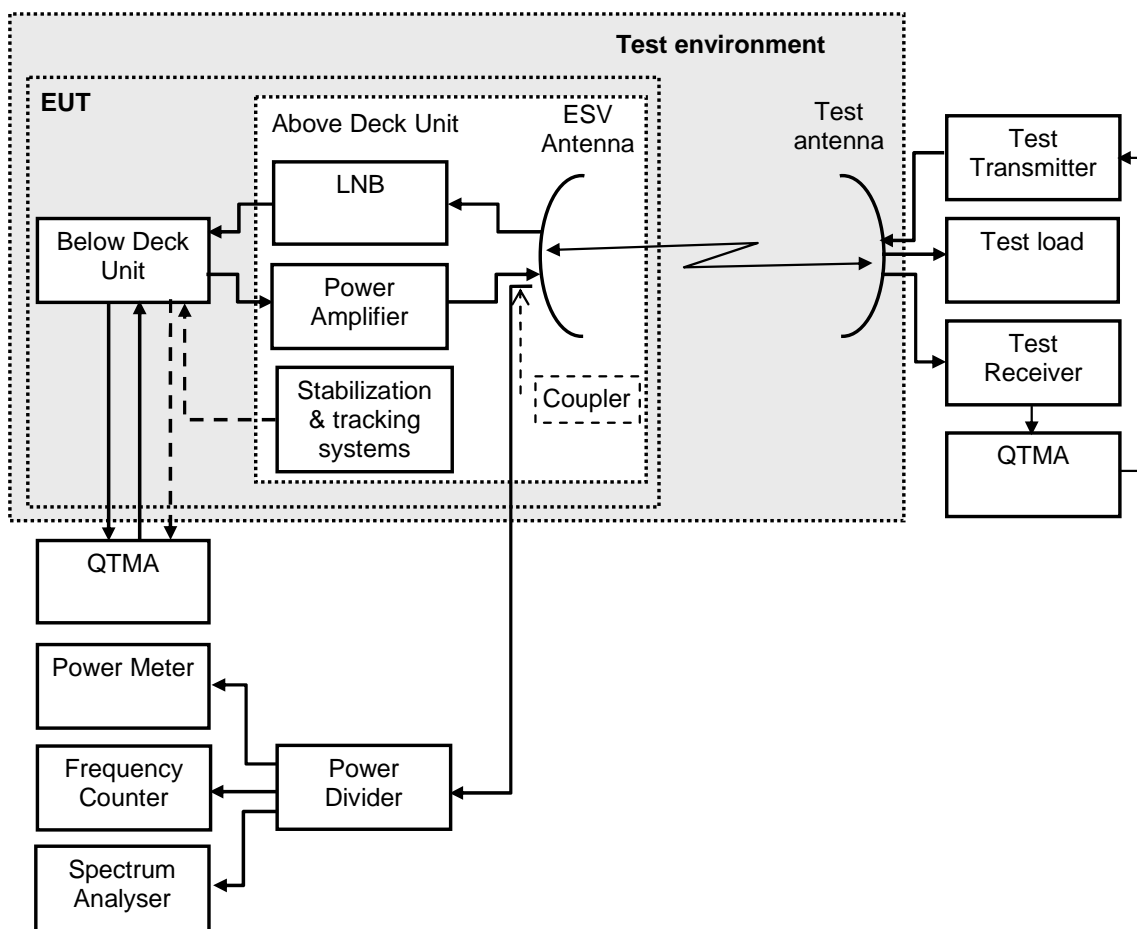 Test environment
EUT
Above Deck Unit
ESV
Antenna
Test
antenna
LNB
Below Deck
Unit
Power
Amplifier
Stabilization
& tracking
systems
Coupler
Test
Transmitter
Test load
Test
Receiver
QTMA
QTMA
Power Meter
Frequency
Counter
Power
Divider
Spectrum
Analyser